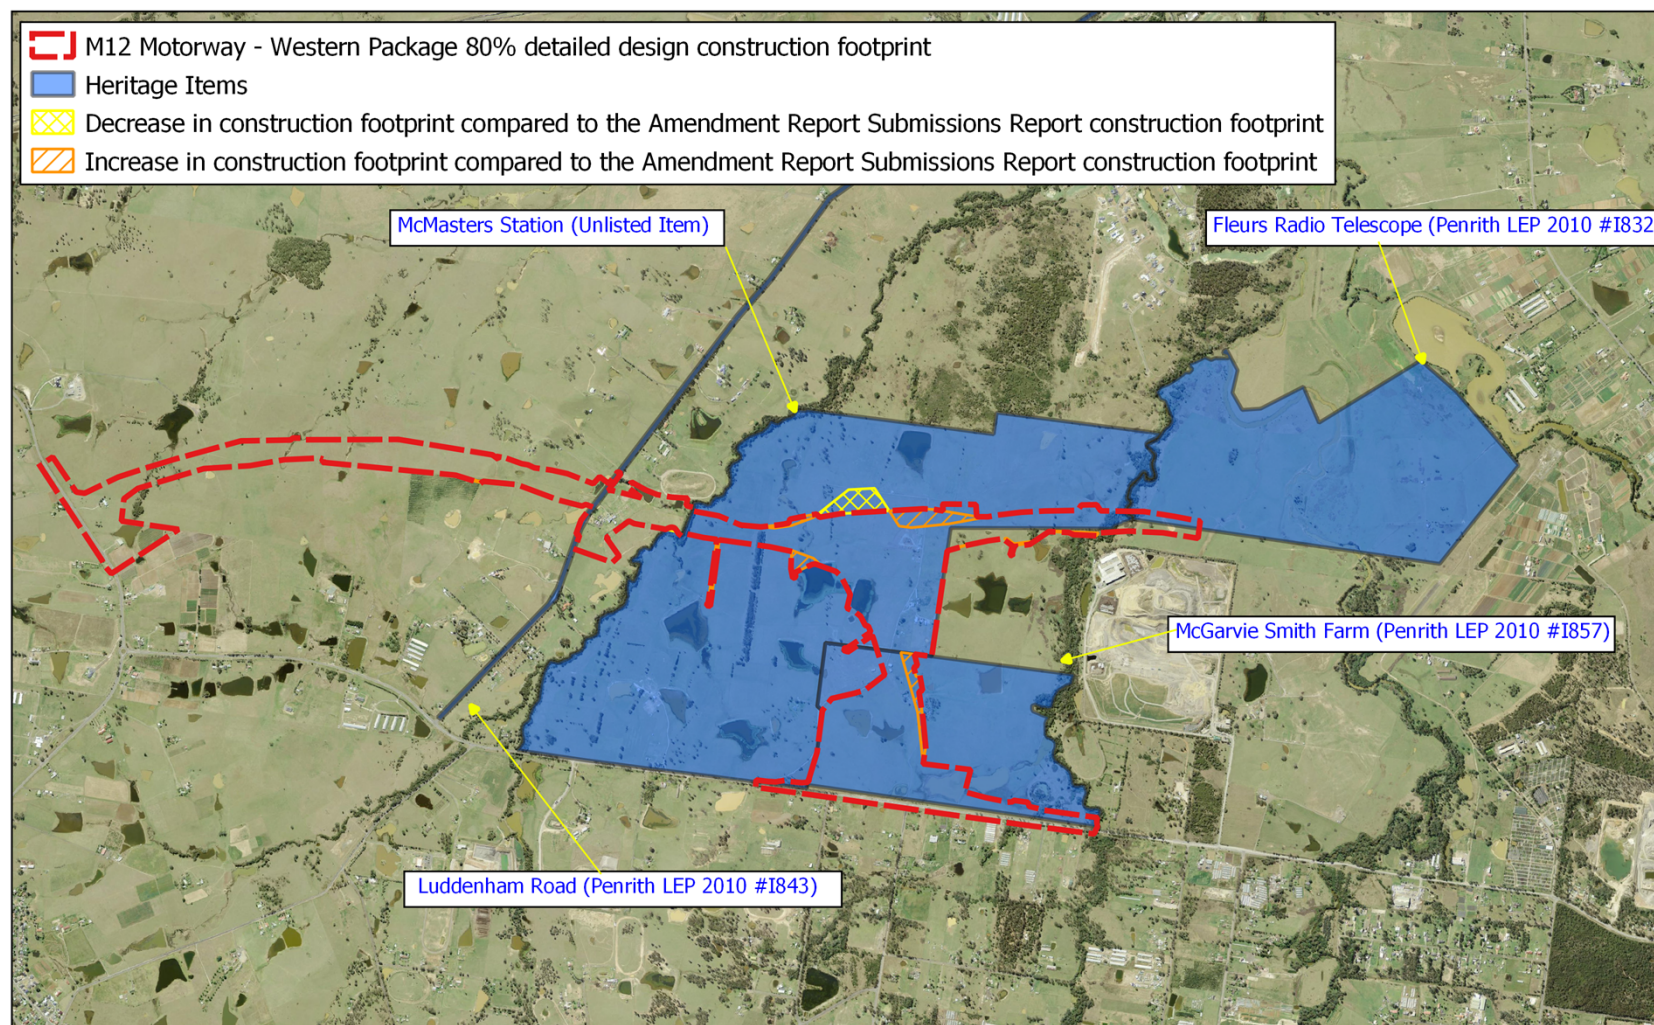 M12 Motorway - Western Package 80% detailed design construction footprint
Heritage Items
Decrease in construction footprint compared to the Amendment Report Submissions Report construction footprint
Increase in construction footprint compared to the Amendment Report Submissions Report construction footprint
McMasters Station (Unlisted Item)
Fleurs Radio Telescope (Penrith LEP 2010 #I832
McGarvie Smith Farm (Penrith LEP 2010 #I857)
Luddenham Road (Penrith LEP 2010 #I843)